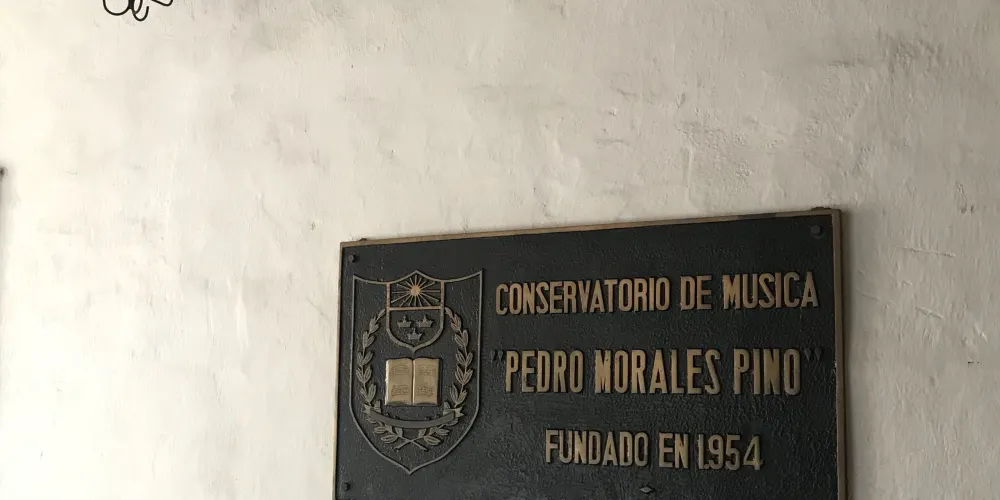 CONSERVATORIO DE MUSICA
"PEDRO MORALES PINO"
FUNDADO EN 1.954